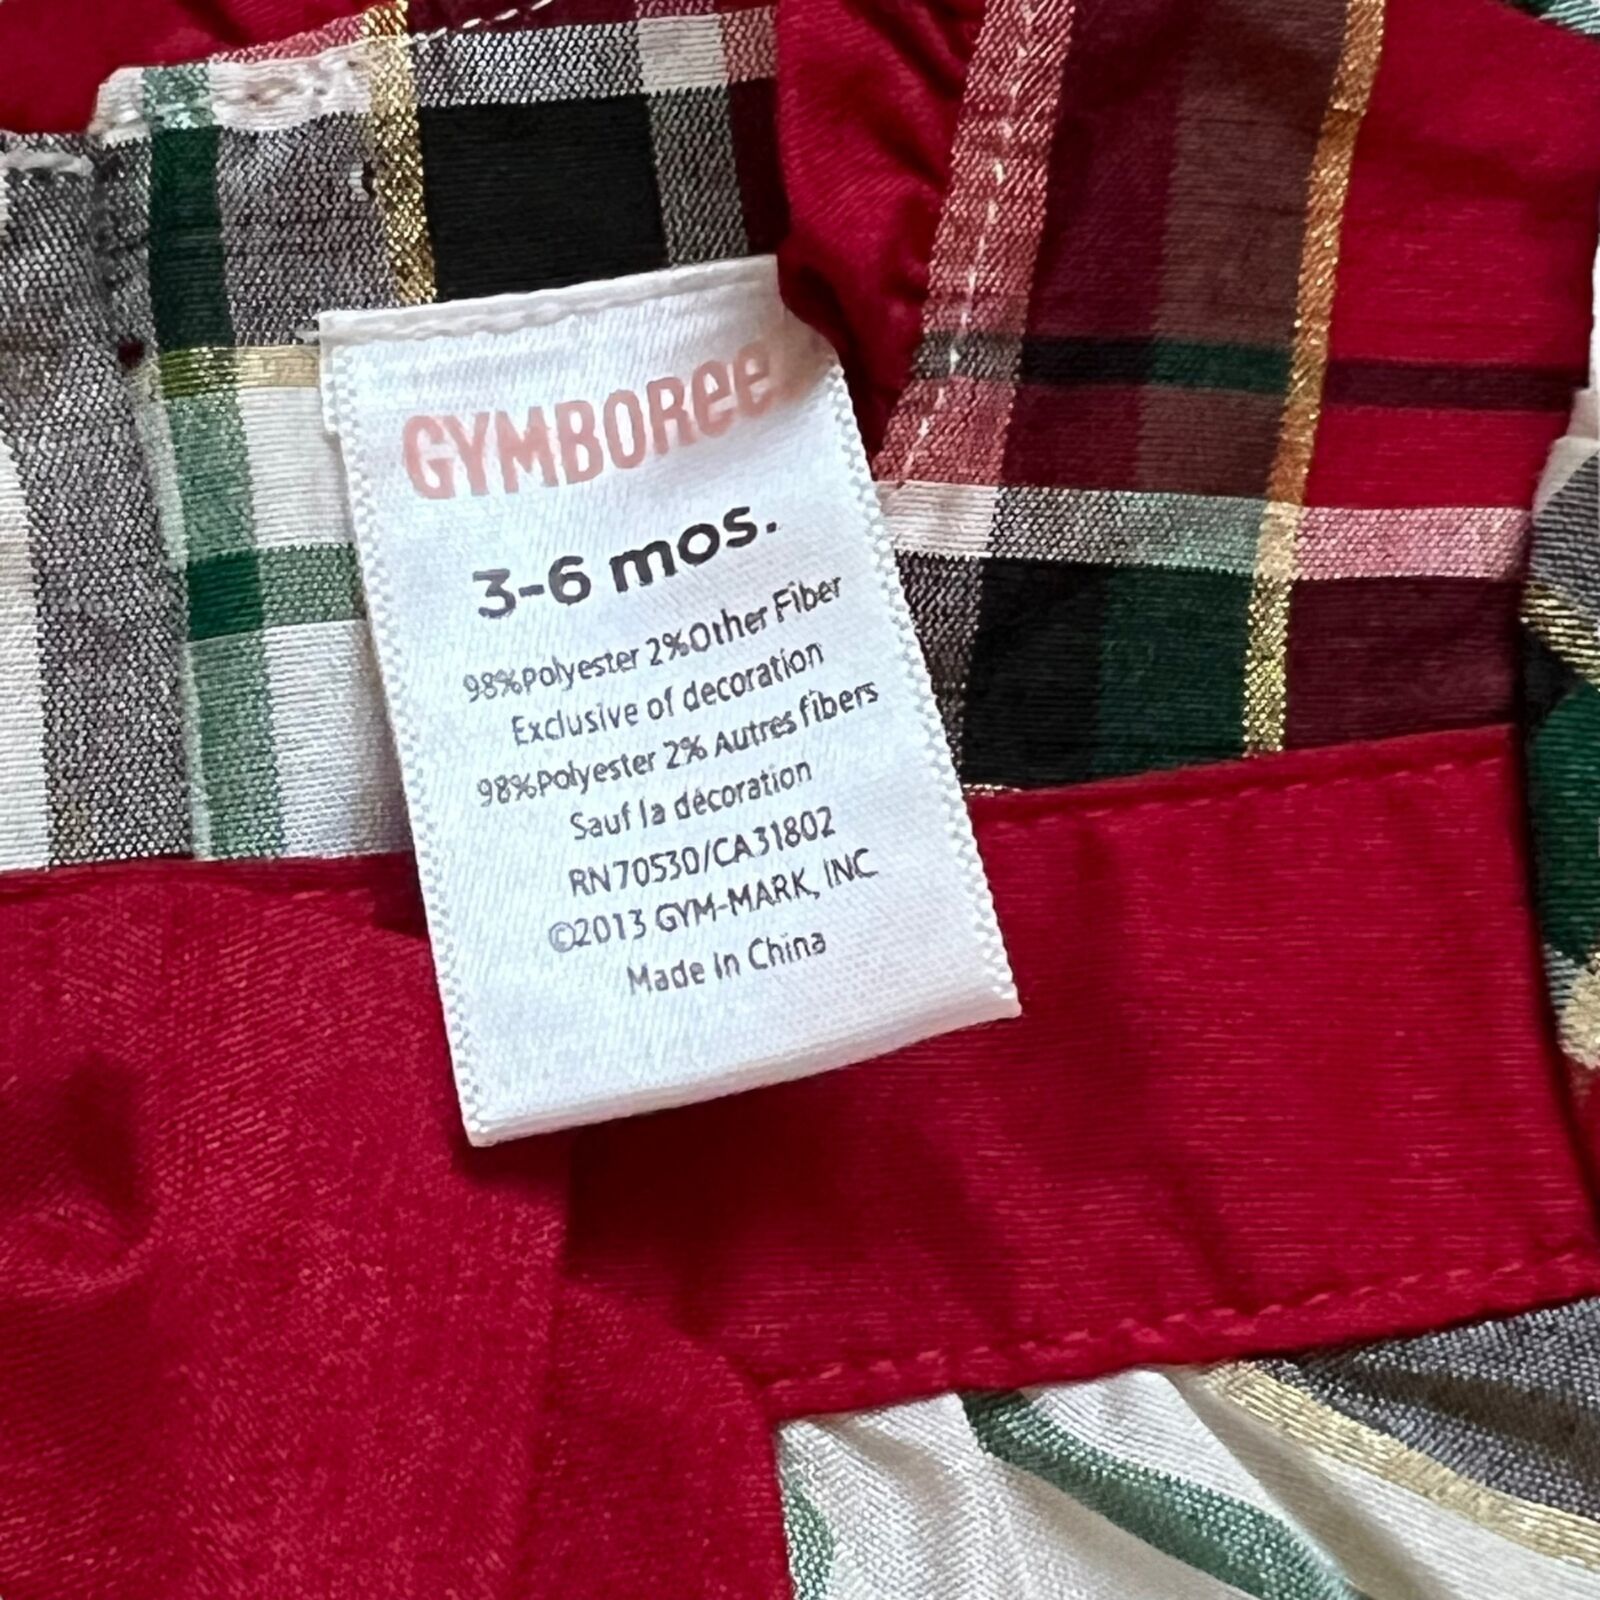 GYMBOREE
3-6 mos.
98%Polyester 2%Other Fiber
Exclusive of decoration
98%Polyester 2% Autres fibers
Sauf la décoration
RN70530/CA31802
©2013 GYM-MARK, INC
Made In China